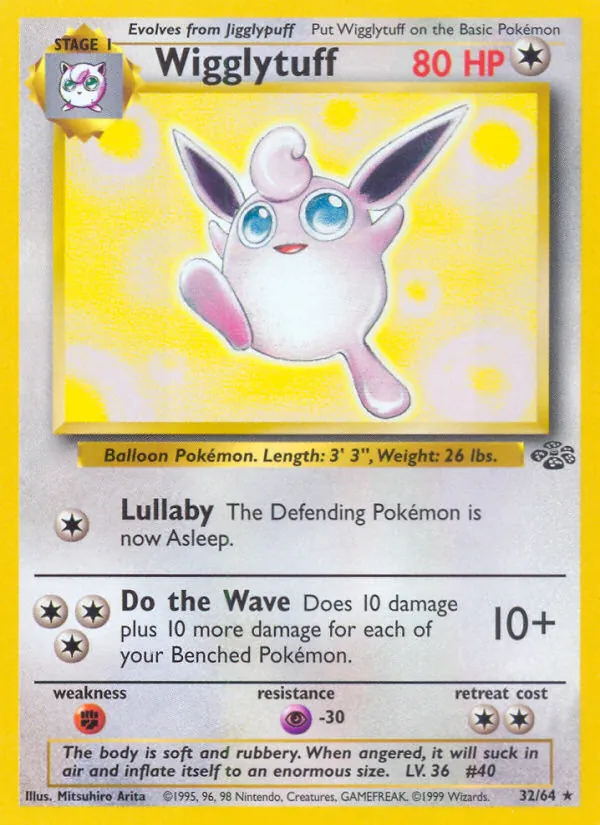 Evolves from Jigglypuff Put Wigglytuff on the Basic Pokémon
STAGE 1
Wigglytuff 80 HP
Balloon Pokémon. Length: 3' 3", Weight: 26 lbs.
Lullaby The Defending Pokémon is
now Asleep.
Do the Wave Does 10 damage
plus 10 more damage for each of
your Benched Pokémon.
10+
weakness resistance retreat cost
-30
The body is soft and rubbery. When angered, it will suck in
air and inflate itself to an enormous size. LV. 36 #40
Illus. Mitsuhiro Arita ©1995, 96, 98 Nintendo, Creatures, GAMEFREAK. ©1999 Wizards. 32/64 ★